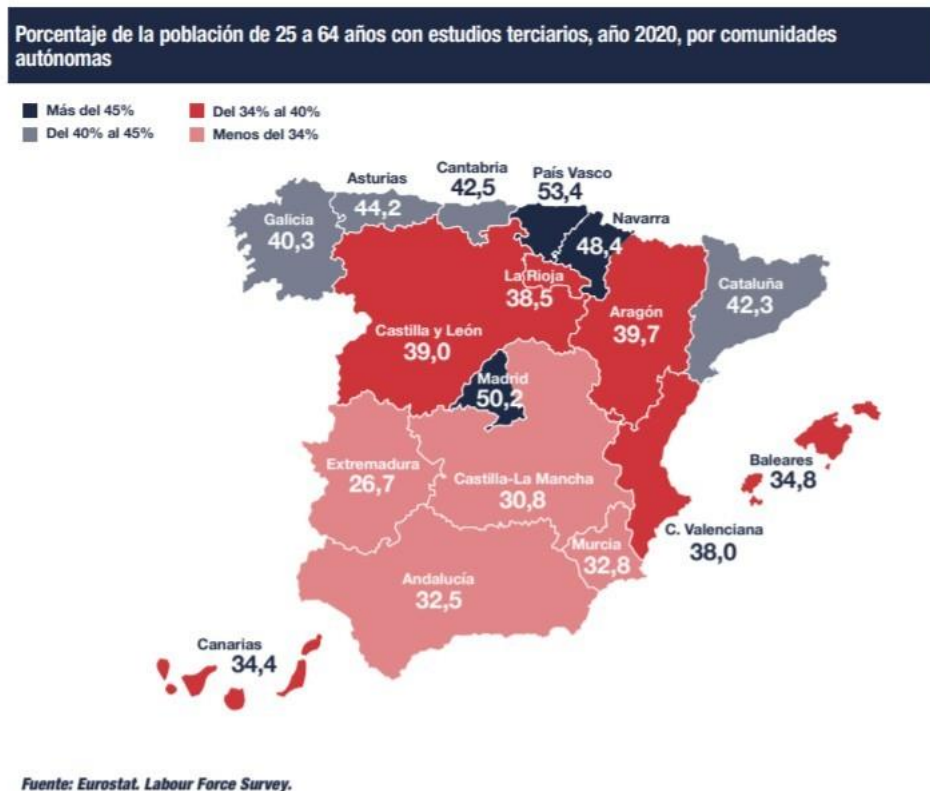 Porcentaje de la población de 25 a 64 años con estudios terciarios, año 2020, por comunidades
autónomas
Más del 45%
Del 34% al 40%
Del 40% al 45%
Menos del 34%
Cantabria
42,5
País Vasco
53,4
Asturias
44,2
Navarra
48,4
Galicia
40,3
La Rioja
38,5
Cataluña
42,3
Aragón
39,7
Castilla y León
39,0
Madrid
50,2
Baleares
34,8
Extremadura
26,7
Castilla-La Mancha
30,8
C. Valenciana
38,0
Murcia
32,8
Andalucía
32,5
Canarias
34,4
Fuente: Eurostat. Labour Force Survey.